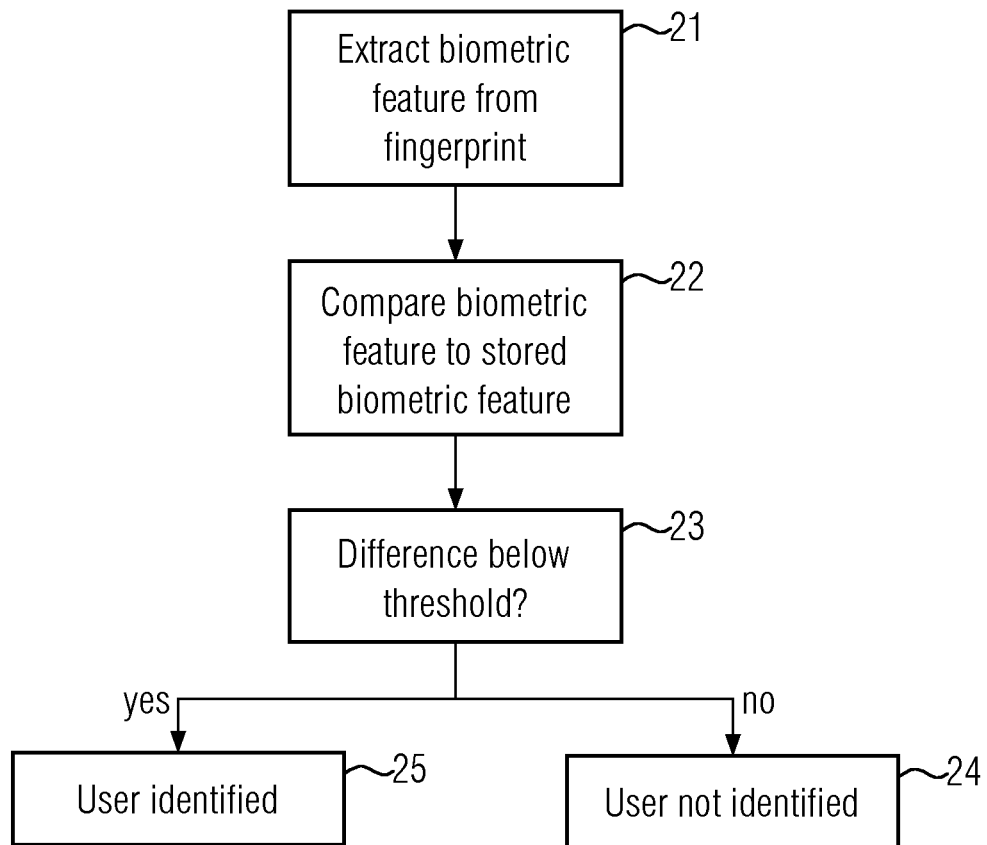 Extract biometric
feature from
fingerprint
21
Compare biometric
feature to stored
biometric feature
22
Difference below
threshold?
23
yes
no
User identified
25
User not identified
24